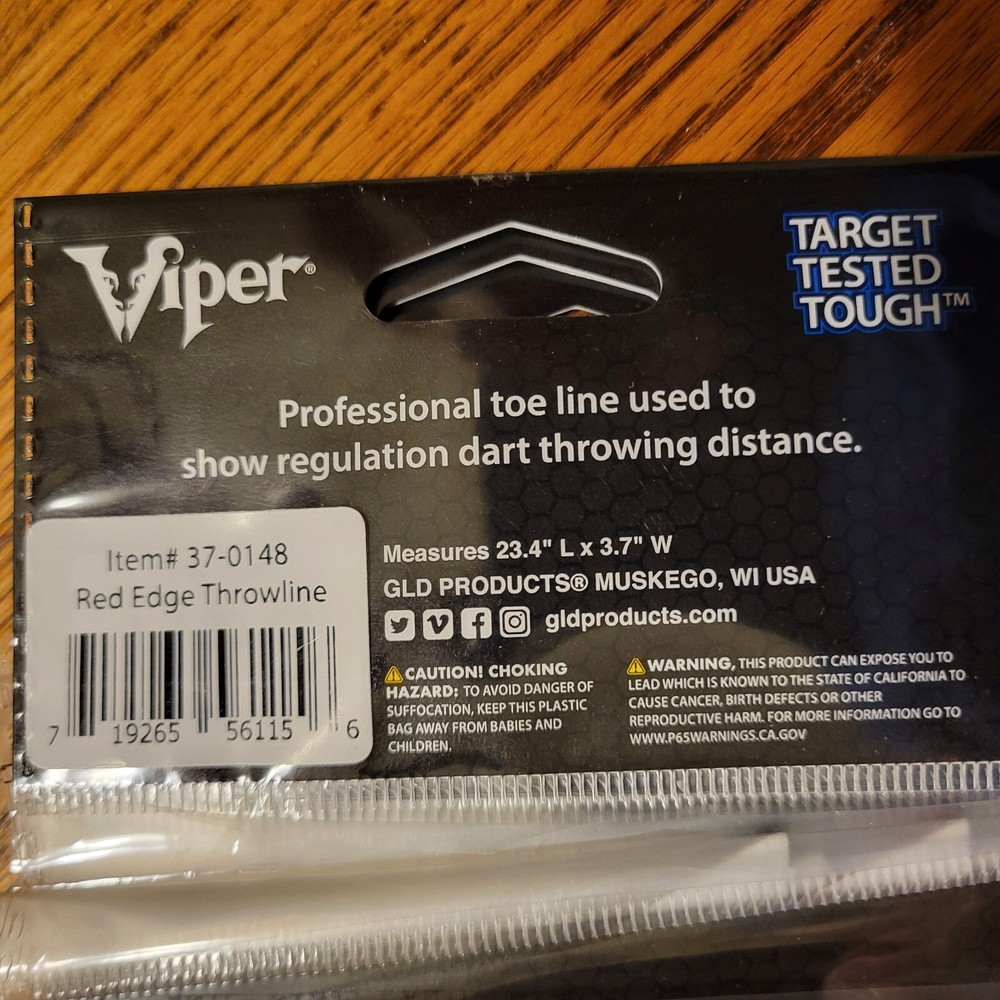 Viper®
TARGET
TESTED
TOUGH™
Professional toe line used to
show regulation dart throwing distance.
Item# 37-0148
Red Edge Throwline
7 19265 56115 6
Measures 23.4" L x 3.7" W
GLD PRODUCTS® MUSKEGO, WI USA
gldproducts.com
CAUTION! CHOKING
HAZARD: TO AVOID DANGER OF
SUFFOCATION, KEEP THIS PLASTIC
BAG AWAY FROM BABIES AND
CHILDREN.
WARNING, THIS PRODUCT CAN EXPOSE YOU TO
LEAD WHICH IS KNOWN TO THE STATE OF CALIFORNIA TO
CAUSE CANCER, BIRTH DEFECTS OR OTHER
REPRODUCTIVE HARM. FOR MORE INFORMATION GO TO
WWW.P65WARNINGS.CA.GOV